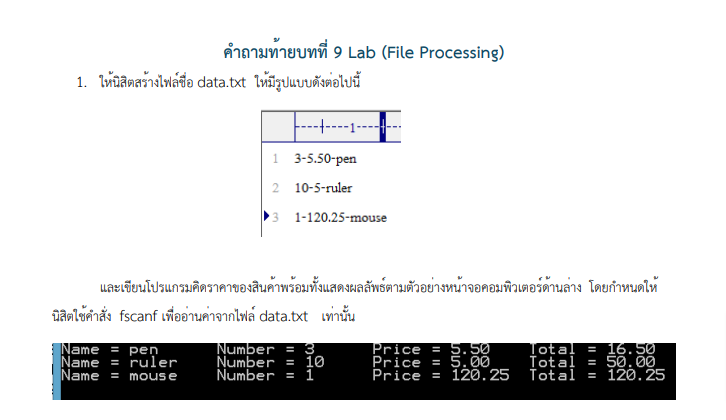 คำถามท้ายบทที่ 9 Lab (File Processing)
1. ให้นิสิตสร้างไฟล์ชื่อ data.txt ให้มีรูปแบบดังต่อไปนี้
----+----1----+--
1 3-5.50-pen
2 10-5-ruler
3 1-120.25-mouse
และเขียนโปรแกรมคิดราคาของสินค้าพร้อมทั้งแสดงผลลัพธ์ตามตัวอย่างหน้าจอคอมพิวเตอร์ด้านล่าง โดยกำหนดให้
นิสิตใช้คำสั่ง fscanf เพื่ออ่านค่าจากไฟล์ data.txt เท่านั้น
Name = pen Number = 3 Price = 5.50 Total = 16.50
Name = ruler Number = 10 Price = 5.00 Total = 50.00
Name = mouse Number = 1 Price = 120.25 Total = 120.25